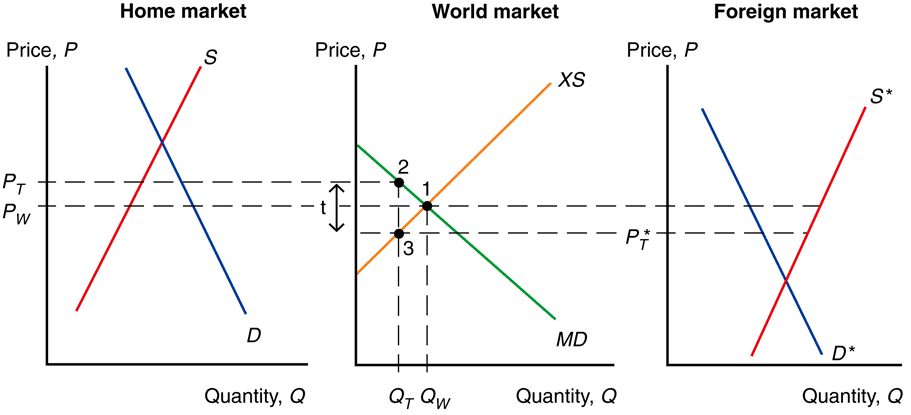 Home market
World market
Foreign market
Price, P
Price, P
Price, P
S
XS
S*
2
1
P_T
P_W
t
3
P*_T
D
MD
D*
Quantity, Q
Q_T Q_W
Quantity, Q
Quantity, Q